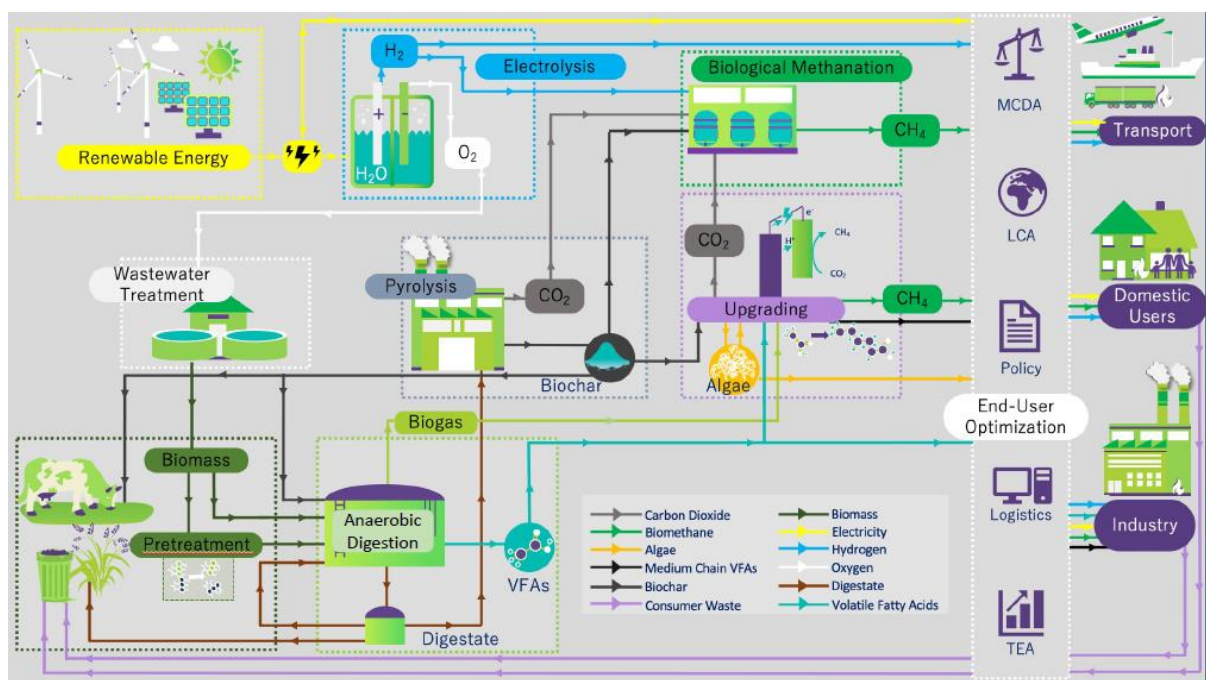 H₂
Electrolysis
Biological Methanation
MCDA
Renewable Energy
+
-
H₂O
O₂
CH₄
Transport
Wastewater
Treatment
Pyrolysis
CO₂
CO₂
e⁻
H⁺
CH₄
CO₂
LCA
Upgrading
CH₄
Domestic
Users
Biochar
Algae
Policy
Biogas
End-User
Optimization
Biomass
Anaerobic
Digestion
Pretreatment
VFAs
Digestate
Carbon Dioxide
Biomethane
Algae
Medium Chain VFAs
Biochar
Consumer Waste
Biomass
Electricity
Hydrogen
Oxygen
Digestate
Volatile Fatty Acids
Logistics
Industry
TEA